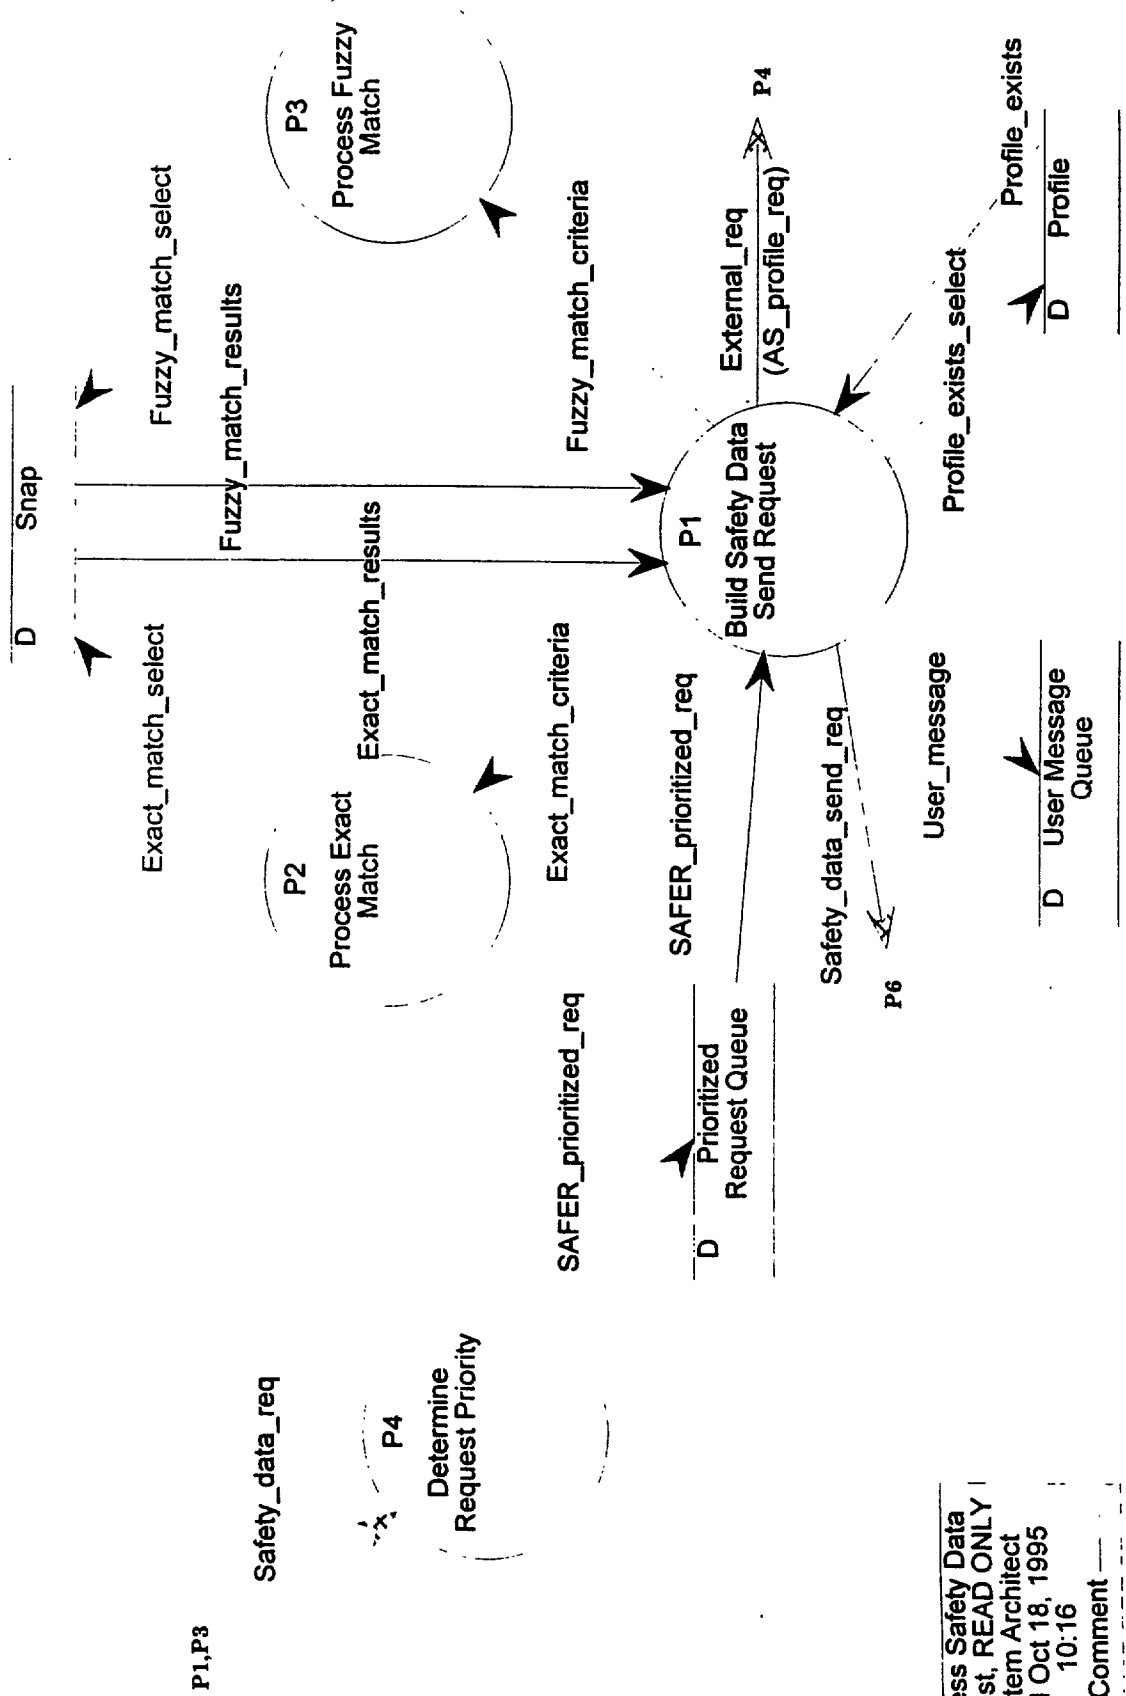 P1,P3
Safety_data_req
P4
Determine
Request Priority
D Snap
Exact_match_select
Fuzzy_match_select
Fuzzy_match_results
Exact_match_results
P2
Process Exact
Match
P3
Process Fuzzy
Match
Exact_match_criteria
Fuzzy_match_criteria
SAFER_prioritized_req
SAFER_prioritized_req
D Prioritized
Request Queue
P1
Build Safety Data
Send Request
External_req
(AS_profile_req)
P4
Safety_data_send_req
P6
User_message
D User Message
Queue
Profile_exists_select
Profile_exists
D Profile
ess Safety Data
st, READ ONLY
tem Architect
Oct 18, 1995
10:16
Comment